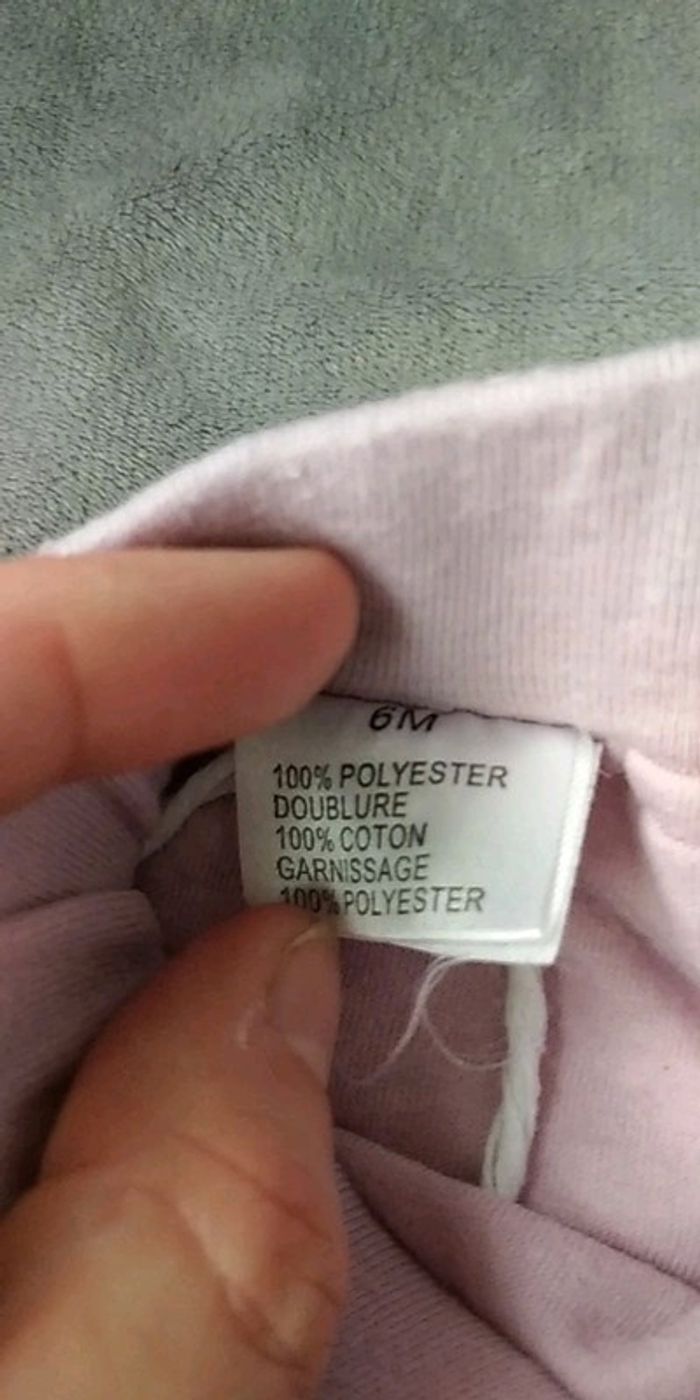 6M
100% POLYESTER
DOUBLURE
100% COTON
GARNISSAGE
100% POLYESTER